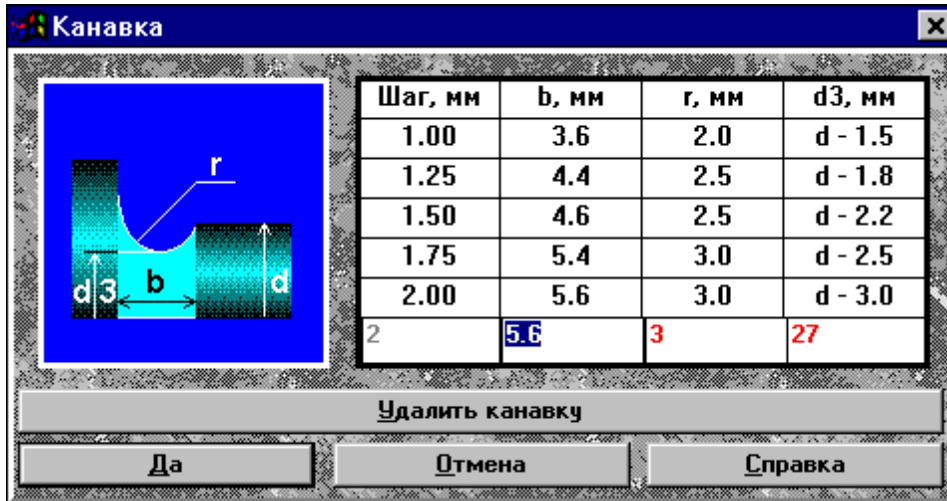 Канавка
r
d3 b d
Шаг, мм b, мм r, мм d3, мм
1.00 3.6 2.0 d - 1.5
1.25 4.4 2.5 d - 1.8
1.50 4.6 2.5 d - 2.2
1.75 5.4 3.0 d - 2.5
2.00 5.6 3.0 d - 3.0
2 5.6 3 27
Удалить канавку
Да Отмена Справка